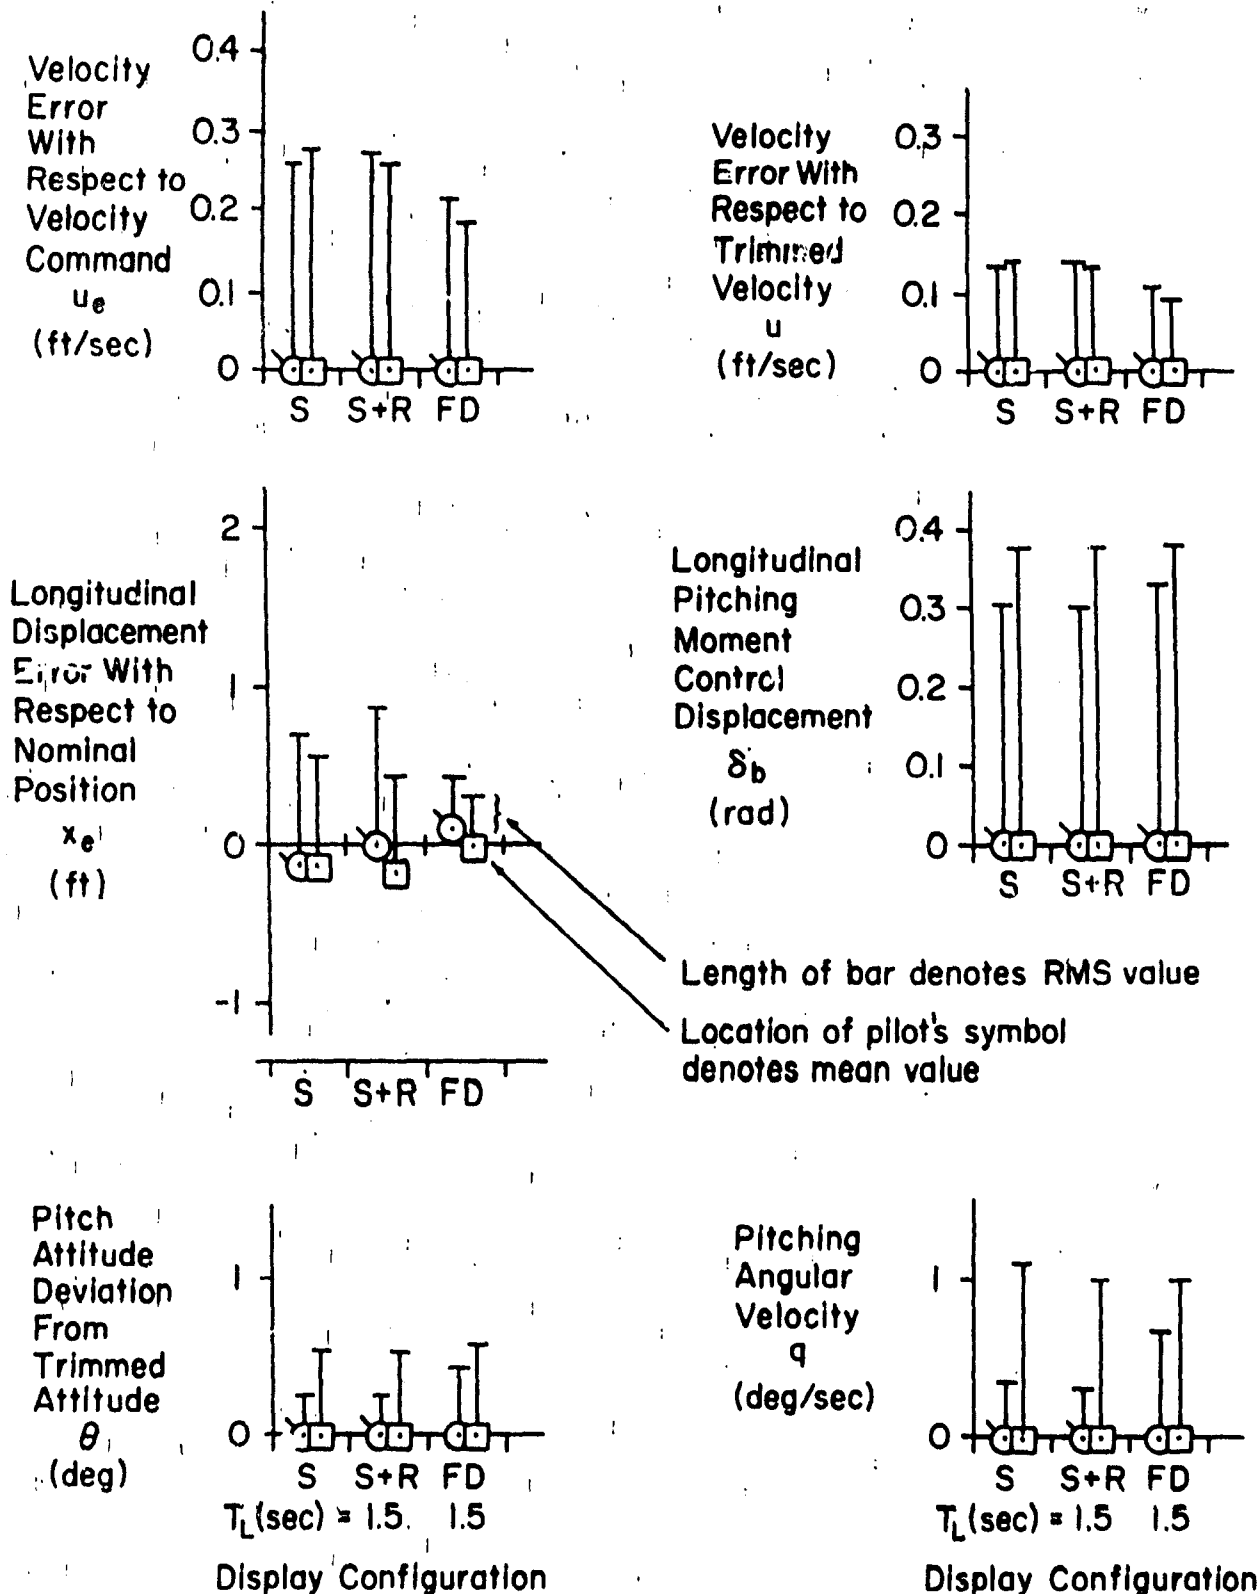 Velocity
Error
With
Respect to
Velocity
Command
u_e
(ft/sec)
0.4
0.3
0.2
0.1
0
S S+R FD
Velocity
Error With
Respect to
Trimmed
Velocity
u
(ft/sec)
0.3
0.2
0.1
0
S S+R FD
Longitudinal
Displacement
Error With
Respect to
Nominal
Position
x_e
(ft)
2
1
0
-1
S S+R FD
Longitudinal
Pitching
Moment
Control
Displacement
δ_b
(rad)
0.4
0.3
0.2
0.1
0
S S+R FD
Length of bar denotes RMS value
Location of pilot's symbol
denotes mean value
Pitch
Attitude
Deviation
From
Trimmed
Attitude
θ
(deg)
1
0
S S+R FD
T_L(sec) = 1.5 1.5
Display Configuration
Pitching
Angular
Velocity
q
(deg/sec)
1
0
S S+R FD
T_L(sec) = 1.5 1.5
Display Configuration